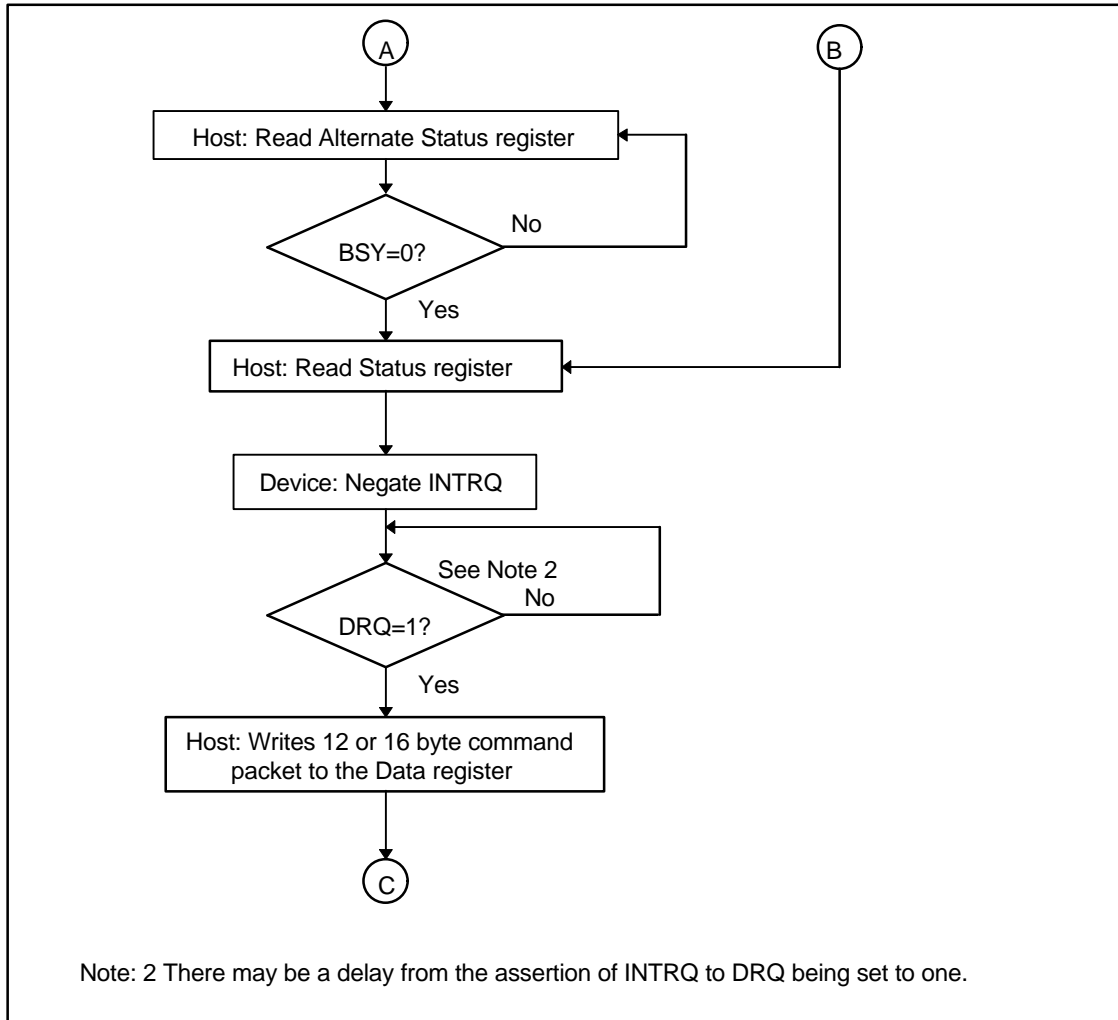 A
B
Host: Read Alternate Status register
No
BSY=0?
Yes
Host: Read Status register
Device: Negate INTRQ
See Note 2
No
DRQ=1?
Yes
Host: Writes 12 or 16 byte command
packet to the Data register
C
Note: 2 There may be a delay from the assertion of INTRQ to DRQ being set to one.